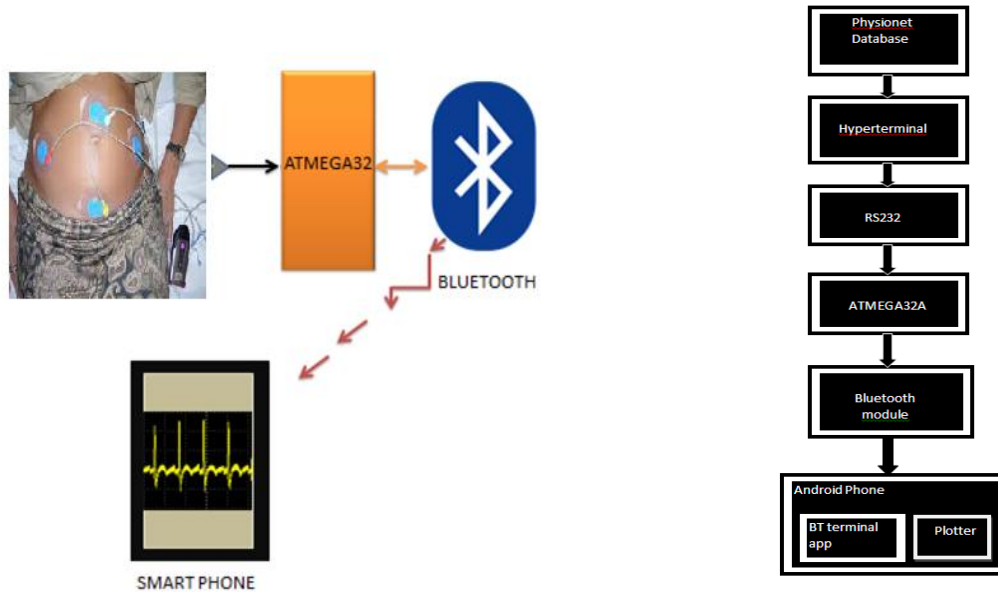 ATMEGA32
BLUETOOTH
SMART PHONE
Physionet
Database
Hyperterminal
RS232
ATMEGA32A
Bluetooth
module
Android Phone
BT terminal
app
Plotter